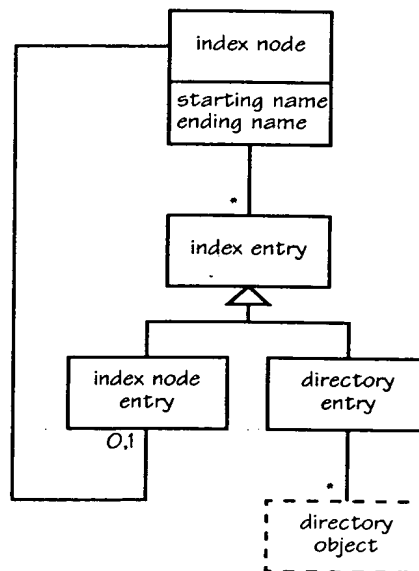 index node
starting name
ending name
*
index entry
index node
entry
directory
entry
0,1
*
directory
object